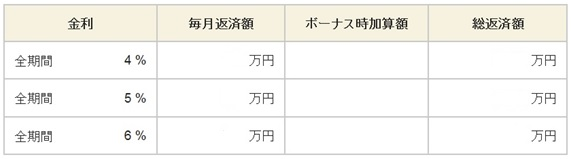 金利 毎月返済額 ボーナス時加算額 総返済額
全期間 4 % 万円 万円
全期間 5 % 万円 万円
全期間 6 % 万円 万円